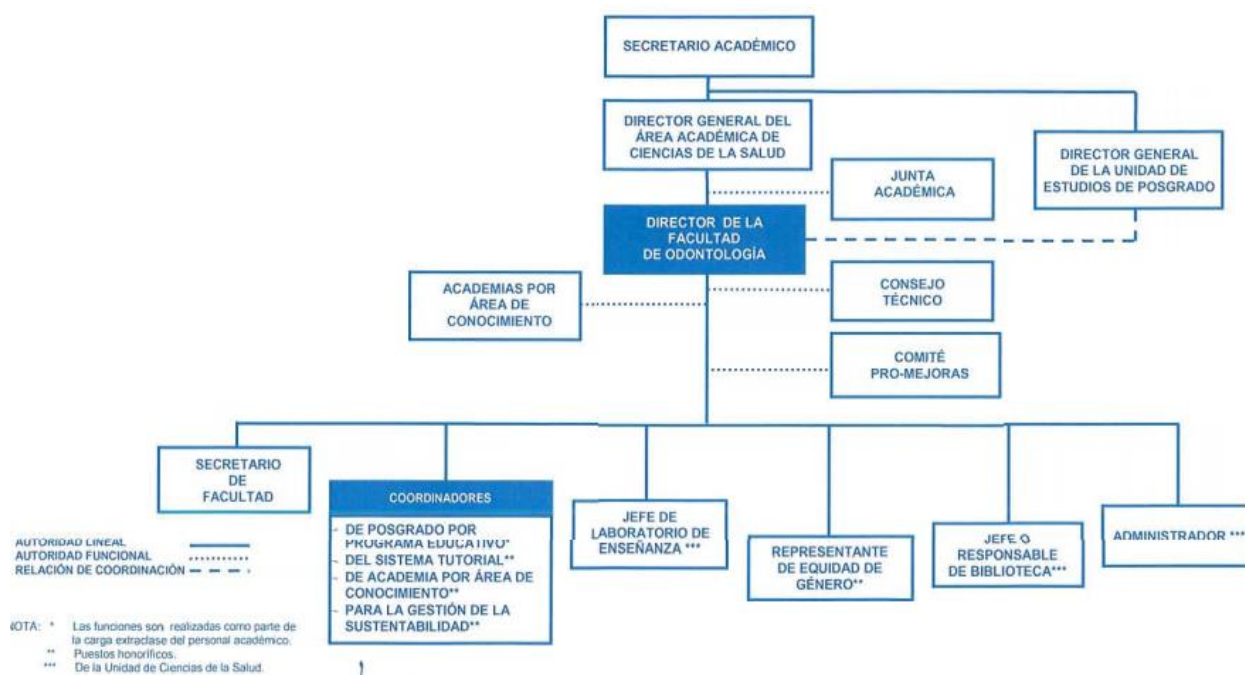 SECRETARIO ACADÉMICO
DIRECTOR GENERAL DEL
ÁREA ACADÉMICA DE
CIENCIAS DE LA SALUD
DIRECTOR GENERAL
DE LA UNIDAD DE
ESTUDIOS DE POSGRADO
JUNTA
ACADÉMICA
DIRECTOR DE LA
FACULTAD
DE ODONTOLOGÍA
ACADEMIAS POR
ÁREA DE
CONOCIMIENTO
CONSEJO
TÉCNICO
COMITÉ
PRO-MEJORAS
SECRETARIO
DE
FACULTAD
COORDINADORES
- DE POSGRADO POR
PROGRAMA EDUCATIVO*
- DEL SISTEMA TUTORIAL**
- DE ACADEMIA POR ÁREA DE
CONOCIMIENTO**
- PARA LA GESTIÓN DE LA
SUSTENTABILIDAD**
JEFE DE
LABORATORIO DE
ENSEÑANZA ***
REPRESENTANTE
DE EQUIDAD DE
GÉNERO**
JEFE O
RESPONSABLE
DE BIBLIOTECA***
ADMINISTRADOR ***
AUTORIDAD LINEAL
AUTORIDAD FUNCIONAL
RELACIÓN DE COORDINACIÓN
NOTA: * Las funciones son realizadas como parte de
la carga extraclase del personal académico.
** Puestos honoríficos.
*** De la Unidad de Ciencias de la Salud.